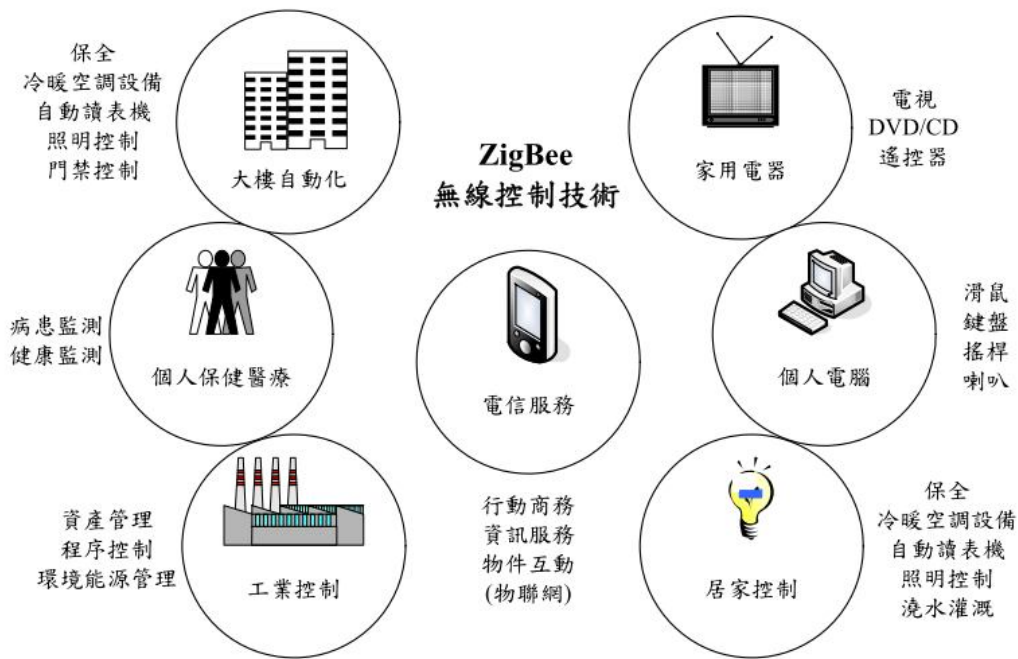 保全
冷暖空調設備
自動讀表機
照明控制
門禁控制
大樓自動化
ZigBee
無線控制技術
家用電器
電視
DVD/CD
遙控器
病患監測
健康監測
個人保健醫療
電信服務
個人電腦
滑鼠
鍵盤
搖桿
喇叭
資產管理
程序控制
環境能源管理
工業控制
行動商務
資訊服務
物件互動
(物聯網)
居家控制
保全
冷暖空調設備
自動讀表機
照明控制
澆水灌溉